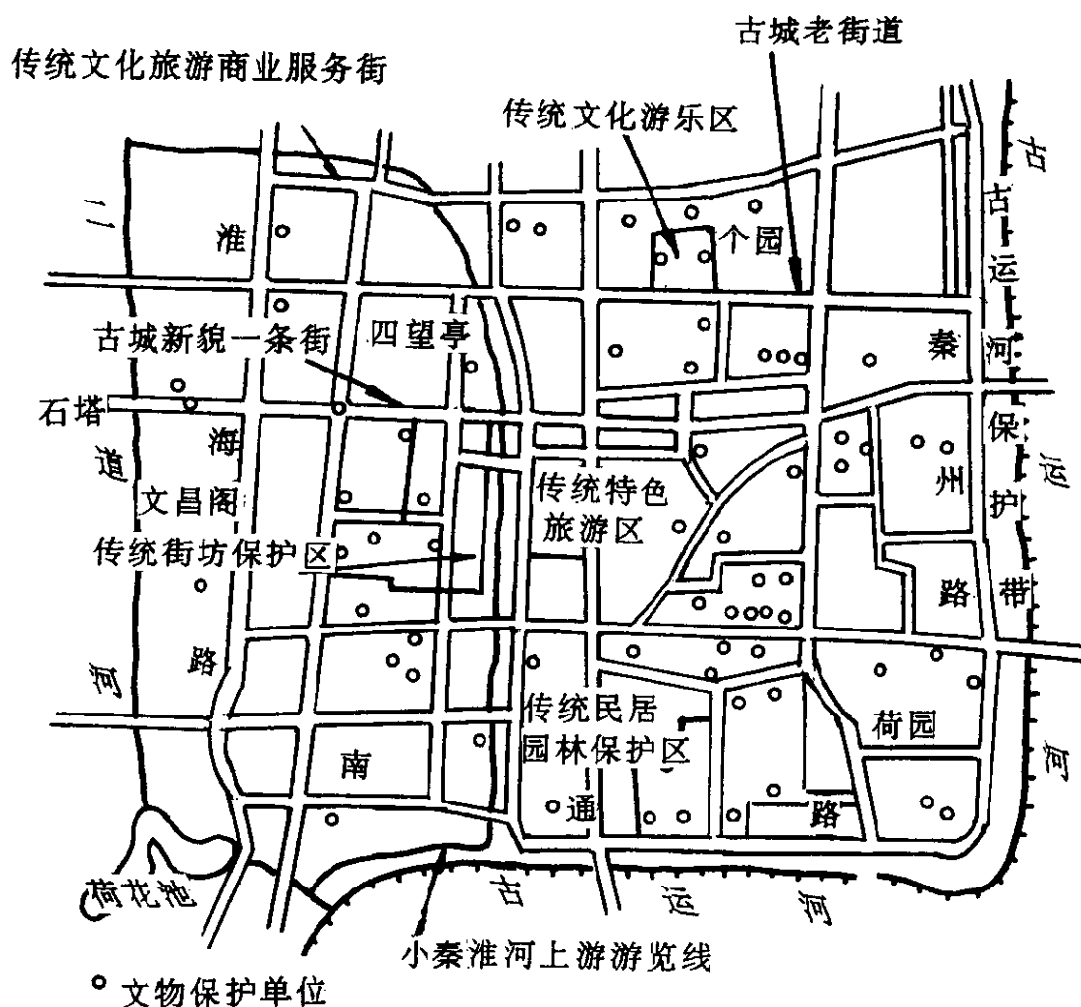 古城老街道
传统文化旅游商业服务街
传统文化游乐区
古
二
淮
个园
古
运
河
保
护
带
古城新貌一条街
四望亭
秦
石塔
海
道
河
州
文昌阁
传统特色
旅游区
传统街坊保护区
路
路
河
传统民居
园林保护区
荷园
河
南
通
路
荷花池
古
运
河
小秦淮河上游游览线
文物保护单位